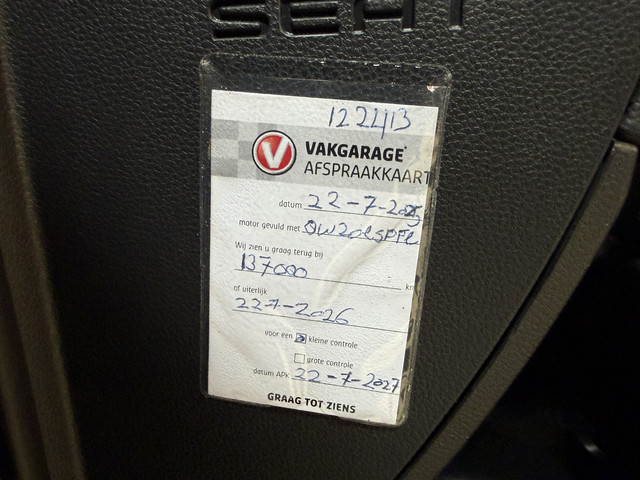 SEAT
122413
VAKGARAGE
AFSPRAAKKAART
datum 22-7-2025
motor gevuld met
Wij zien u graag terug bij
137000 km
of uiterlijk
22-7-2026
voor een kleine controle
grote controle
datum APK 22-7-2027
GRAAG TOT ZIENS